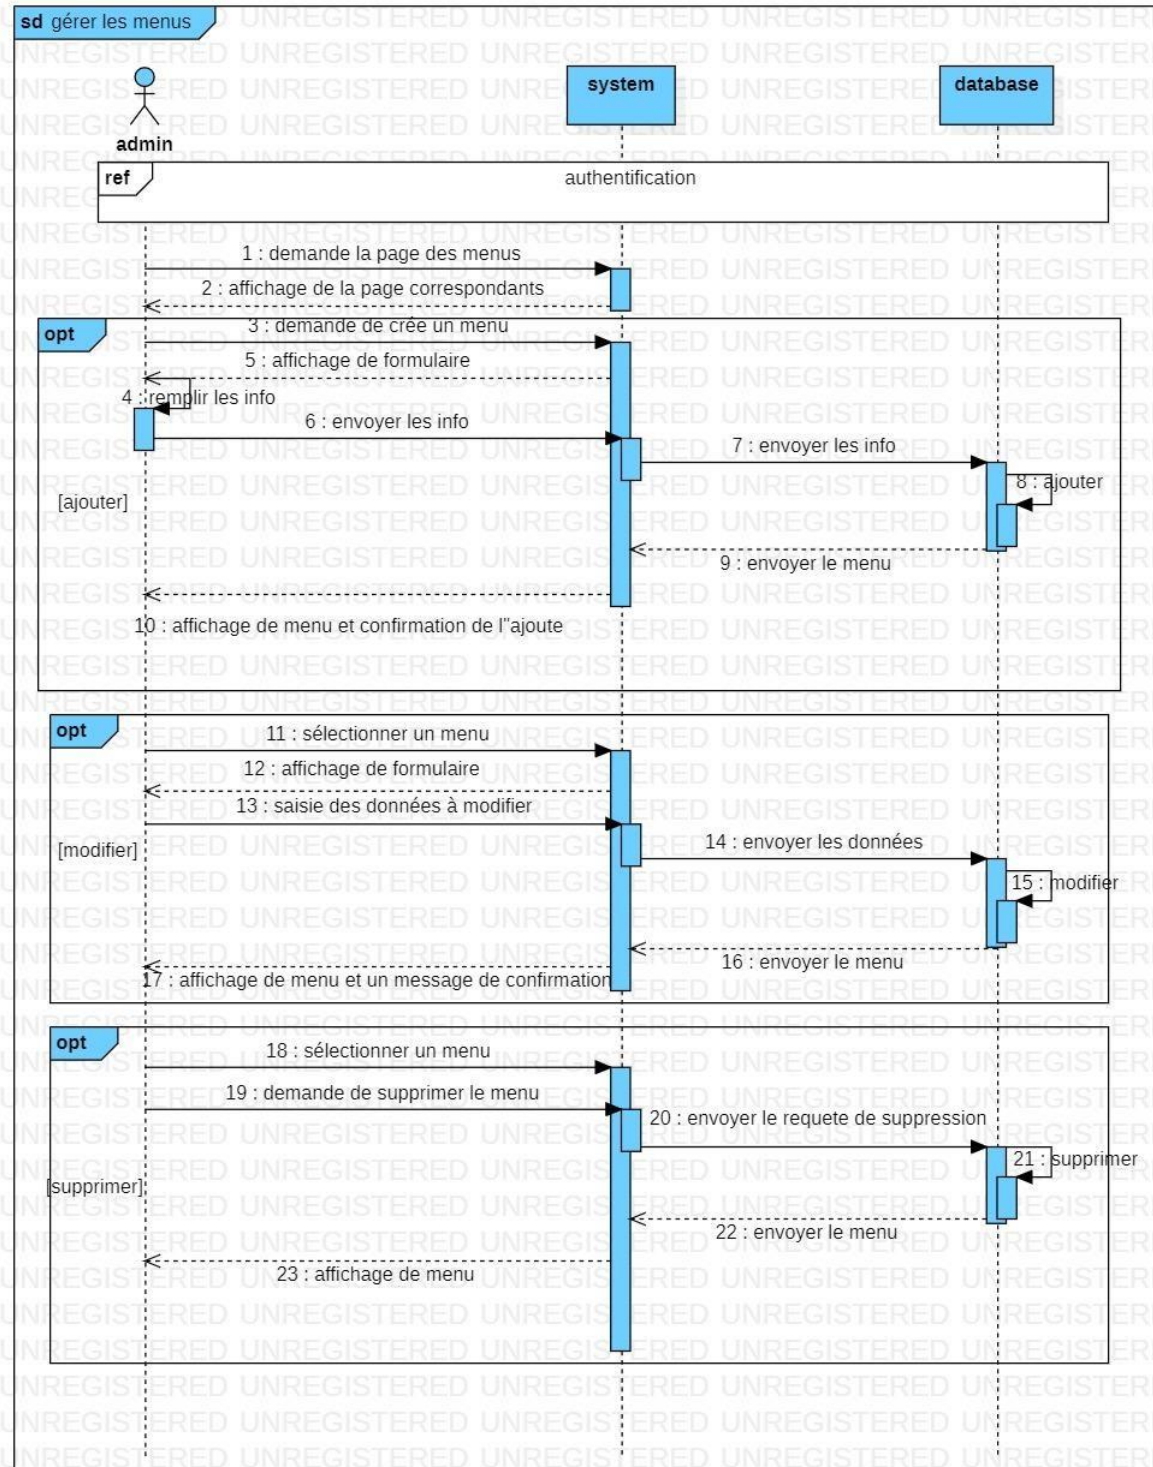 sd gérer les menus
system
database
admin
ref
authentification
1 : demande la page des menus
2 : affichage de la page correspondants
opt
3 : demande de crée un menu
5 : affichage de formulaire
4 : remplir les info
6 : envoyer les info
7 : envoyer les info
8 : ajouter
[ajouter]
9 : envoyer le menu
10 : affichage de menu et confirmation de l"ajoute
opt
11 : sélectionner un menu
12 : affichage de formulaire
13 : saisie des données à modifier
14 : envoyer les données
[modifier]
15 : modifier
16 : envoyer le menu
17 : affichage de menu et un message de confirmation
opt
18 : sélectionner un menu
19 : demande de supprimer le menu
20 : envoyer le requete de suppression
21 : supprimer
[supprimer]
22 : envoyer le menu
23 : affichage de menu
UNREGISTERED